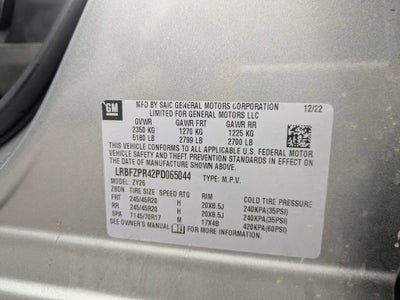 GM
MFD BY SAIC GENERAL MOTORS CORPORATION 12/22
LIMITED FOR GENERAL MOTORS LLC
GVWR GAWR FRT GAWR RR
2350 KG 1270 KG 1225 KG
5180 LB 2799 LB 2700 LB
THIS VEHICLE CONFORMS TO ALL APPLICABLE U.S. FEDERAL MOTOR
VEHICLE SAFETY, BUMPER, AND THEFT PREVENTION STANDARDS IN
EFFECT ON THE DATE OF MANUFACTURE SHOWN ABOVE.
LRBFZPR42PD065044 TYPE: M.P.V.
MODEL: ZY26
ZBDN TIRE SIZE SPEED RTG RIM COLD TIRE PRESSURE
FRT 245/45R20 H 20X8.5J 240KPA(35PSI)
RR 245/45R20 H 20X8.5J 240KPA(35PSI)
SPA T145/70R17 M 17X4B 420KPA(60PSI)
SEE OWNER'S MANUAL FOR ADDITIONAL INFORMATION.